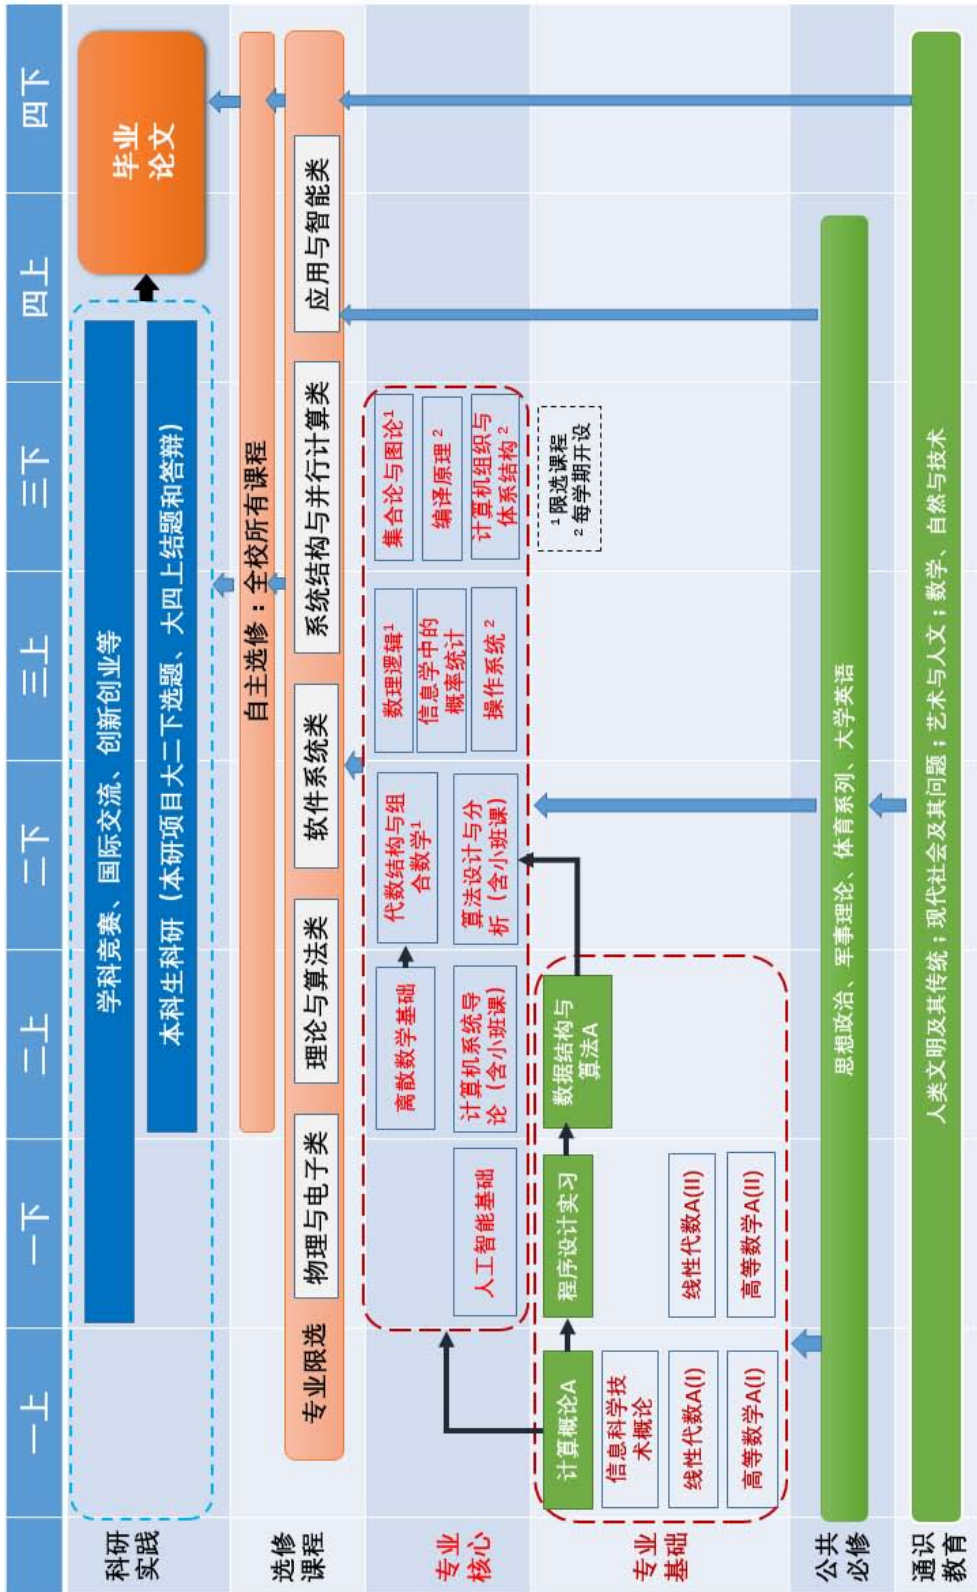 一上
一下
二上
二下
三上
三下
四上
四下
科研
实践
学科竞赛、国际交流、创新创业等
本科生科研（本研项目大二下选题、大四上结题和答辩）
毕业
论文
选修
课程
自主选修：全校所有课程
专业限选
物理与电子类
理论与算法类
软件系统类
系统结构与并行计算类
应用与智能类
专业
核心
人工智能基础
离散数学基础
计算机系统导
论（含小班课）
代数结构与组
合数学¹
算法设计与分
析（含小班课）
数理逻辑¹
信息学中的
概率统计
操作系统 ²
集合论与图论¹
编译原理 ²
计算机组织与
体系结构 ²
专业
基础
计算概论A
信息科学技
术概论
线性代数A(I)
高等数学A(I)
程序设计实习
线性代数A(II)
高等数学A(II)
数据结构与
算法A
¹ 限选课程
² 每学期开设
公共
必修
思想政治、军事理论、体育系列、大学英语
通识
教育
人类文明及其传统；现代社会及其问题；艺术与人文；数学、自然与技术